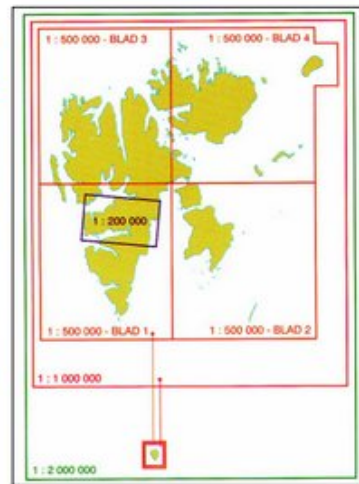 1 : 500 000 - BLAD 3
1 : 500 000 - BLAD 4
1 : 200 000
1 : 500 000 - BLAD 1
1 : 500 000 - BLAD 2
1 : 1 000 000
1 : 2 000 000